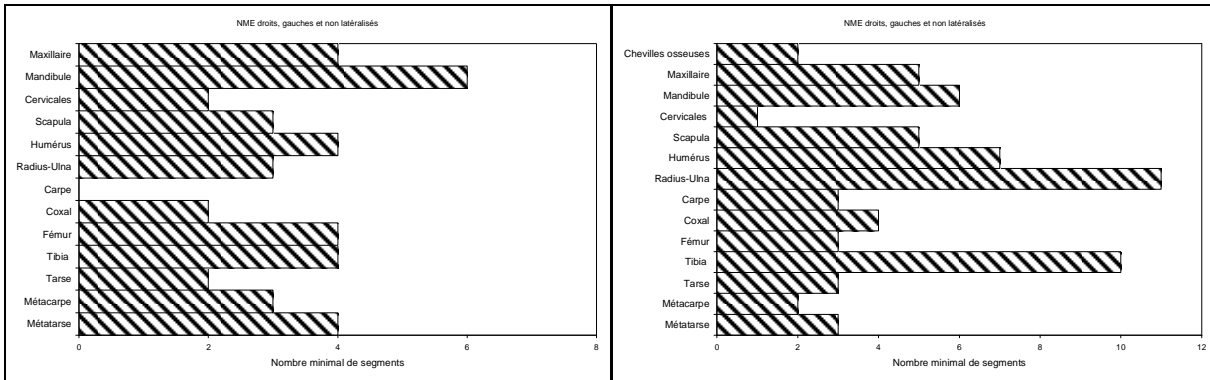 NME droits, gauches et non latéralisés
Maxillaire
Mandibule
Cervicales
Scapula
Humérus
Radius-Ulna
Carpe
Coxal
Fémur
Tibia
Tarse
Métacarpe
Métatarse
0 2 4 6 8
Nombre minimal de segments
NME droits, gauches et non latéralisés
Chevilles osseuses
Maxillaire
Mandibule
Cervicales
Scapula
Humérus
Radius-Ulna
Carpe
Coxal
Fémur
Tibia
Tarse
Métacarpe
Métatarse
0 2 4 6 8 10 12
Nombre minimal de segments